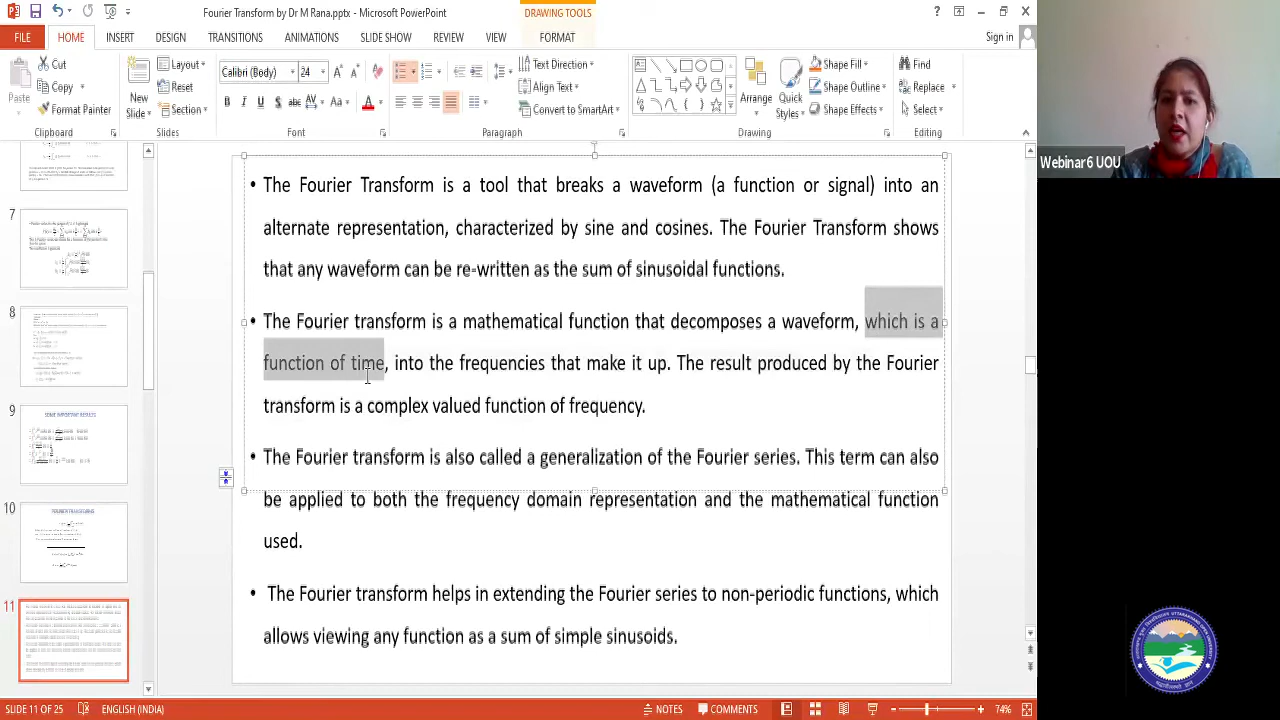 Fourier Transform by Dr M Rana.pptx - Microsoft PowerPoint
DRAWING TOOLS
FILE HOME INSERT DESIGN TRANSITIONS ANIMATIONS SLIDE SHOW REVIEW VIEW FORMAT Sign in
Paste Cut Copy Format Painter
Clipboard
New Slide Layout Reset Section
Slides
Calibri (Body) 24
B I U S abc AV Aa A
Font
Text Direction Align Text Convert to SmartArt
Paragraph
Arrange Quick Styles Shape Fill Shape Outline Shape Effects
Drawing
Find Replace Select
Editing
Webinar6 UOU
7
8
9
10
FOURIER TRANSFORM
11
• The Fourier Transform is a tool that breaks a waveform (a function or signal) into an
alternate representation, characterized by sine and cosines. The Fourier Transform shows
that any waveform can be re-written as the sum of sinusoidal functions.
• The Fourier transform is a mathematical function that decomposes a waveform, which is a
function of time, into the frequencies that make it up. The result produced by the Fourier
transform is a complex valued function of frequency.
• The Fourier transform is also called a generalization of the Fourier series. This term can also
be applied to both the frequency domain representation and the mathematical function
used.
• The Fourier transform helps in extending the Fourier series to non-periodic functions, which
viewing any function as a sum of simple sinusoids.
SLIDE 11 OF 25 ENGLISH (INDIA) NOTES COMMENTS 74%